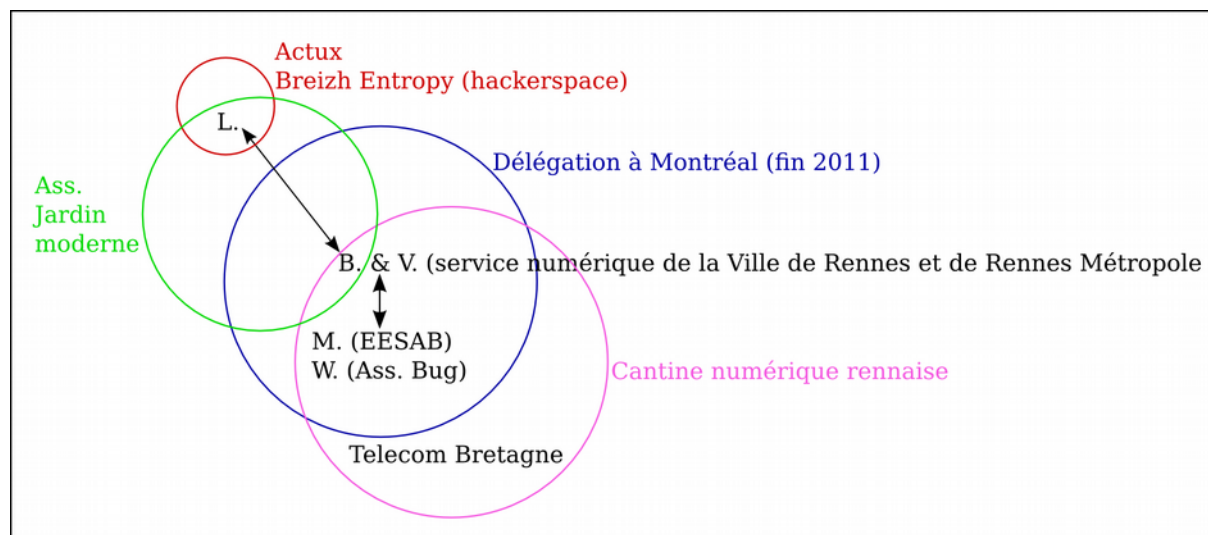 Actux
Breizh Entropy (hackerspace)
L.
Délégation à Montréal (fin 2011)
Ass.
Jardin
moderne
B. & V. (service numérique de la Ville de Rennes et de Rennes Métropole
M. (EESAB)
W. (Ass. Bug)
Cantine numérique rennaise
Telecom Bretagne